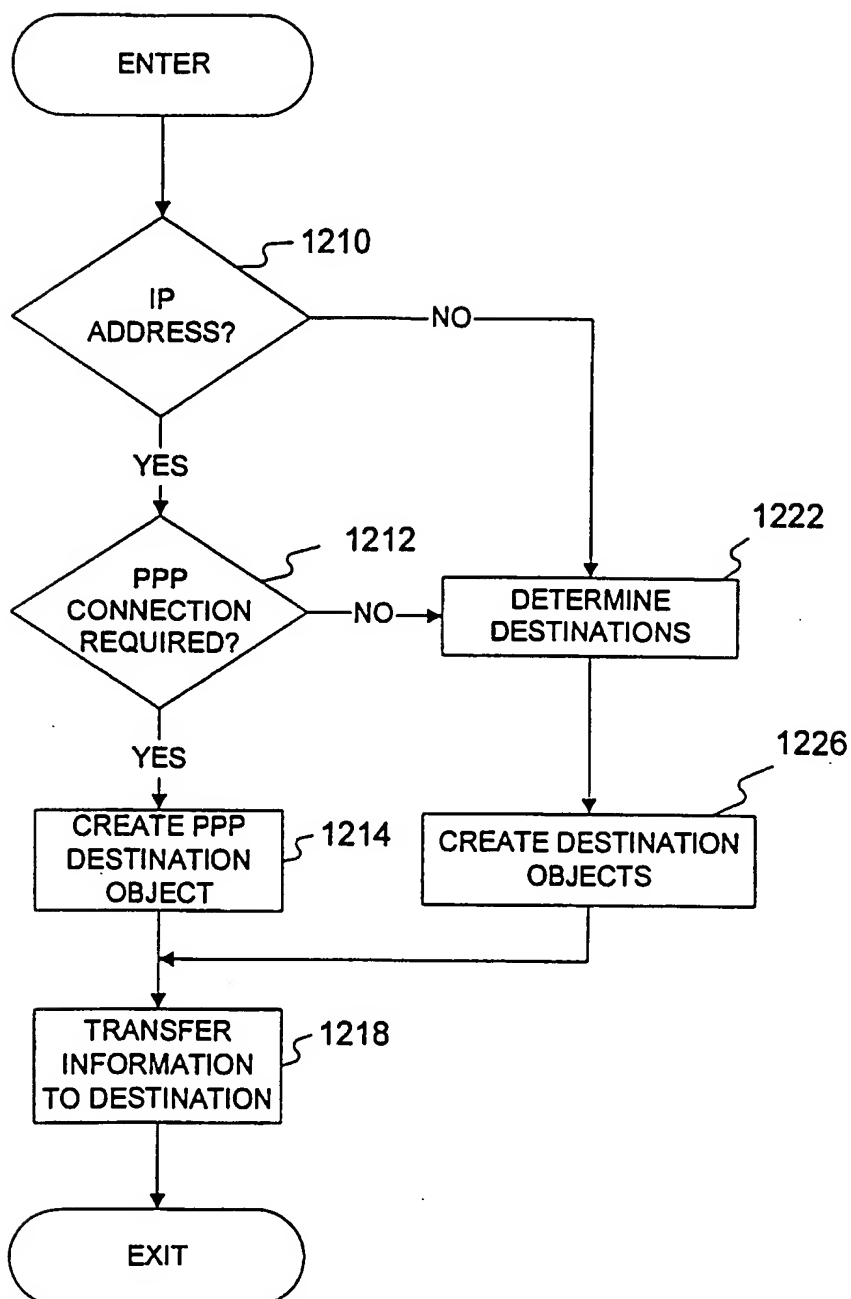 ENTER
1210
IP
ADDRESS?
NO
YES
1212
PPP
CONNECTION
REQUIRED?
NO
1222
DETERMINE
DESTINATIONS
YES
1226
CREATE PPP
DESTINATION
OBJECT
1214
CREATE DESTINATION
OBJECTS
TRANSFER
INFORMATION
TO DESTINATION
1218
EXIT